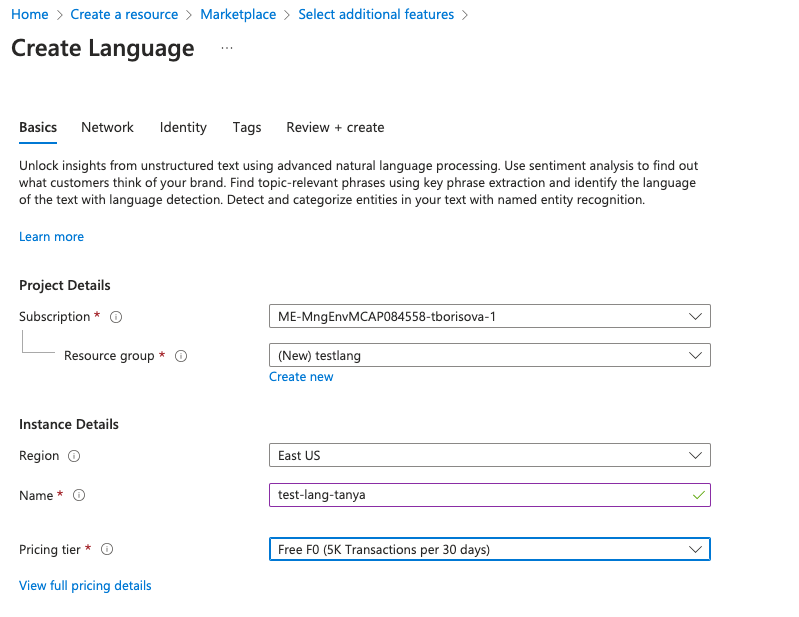 Home > Create a resource > Marketplace > Select additional features >
Create Language ...
Basics Network Identity Tags Review + create
Unlock insights from unstructured text using advanced natural language processing. Use sentiment analysis to find out
what customers think of your brand. Find topic-relevant phrases using key phrase extraction and identify the language
of the text with language detection. Detect and categorize entities in your text with named entity recognition.
Learn more
Project Details
Subscription * ME-MngEnvMCAP084558-tborisova-1
Resource group * (New) testlang
Create new
Instance Details
Region East US
Name * test-lang-tanya
Pricing tier * Free F0 (5K Transactions per 30 days)
View full pricing details